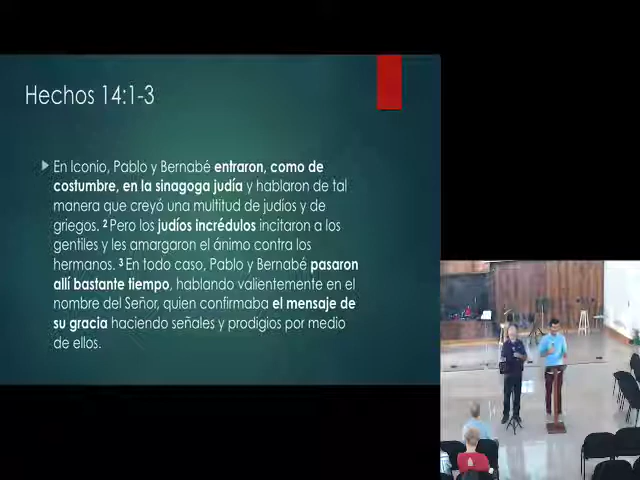 Hechos 14:1-3
En Iconio, Pablo y Bernabé entraron, como de
costumbre, en la sinagoga judía y hablaron de tal
manera que creyó una multitud de judíos y de
griegos. 2 Pero los judíos incrédulos incitaron a los
gentiles y les amargaron el ánimo contra los
hermanos. 3 En todo caso, Pablo y Bernabé pasaron
allí bastante tiempo, hablando valientemente en el
nombre del Señor, quien confirmaba el mensaje de
su gracia haciendo señales y prodigios por medio
de ellos.